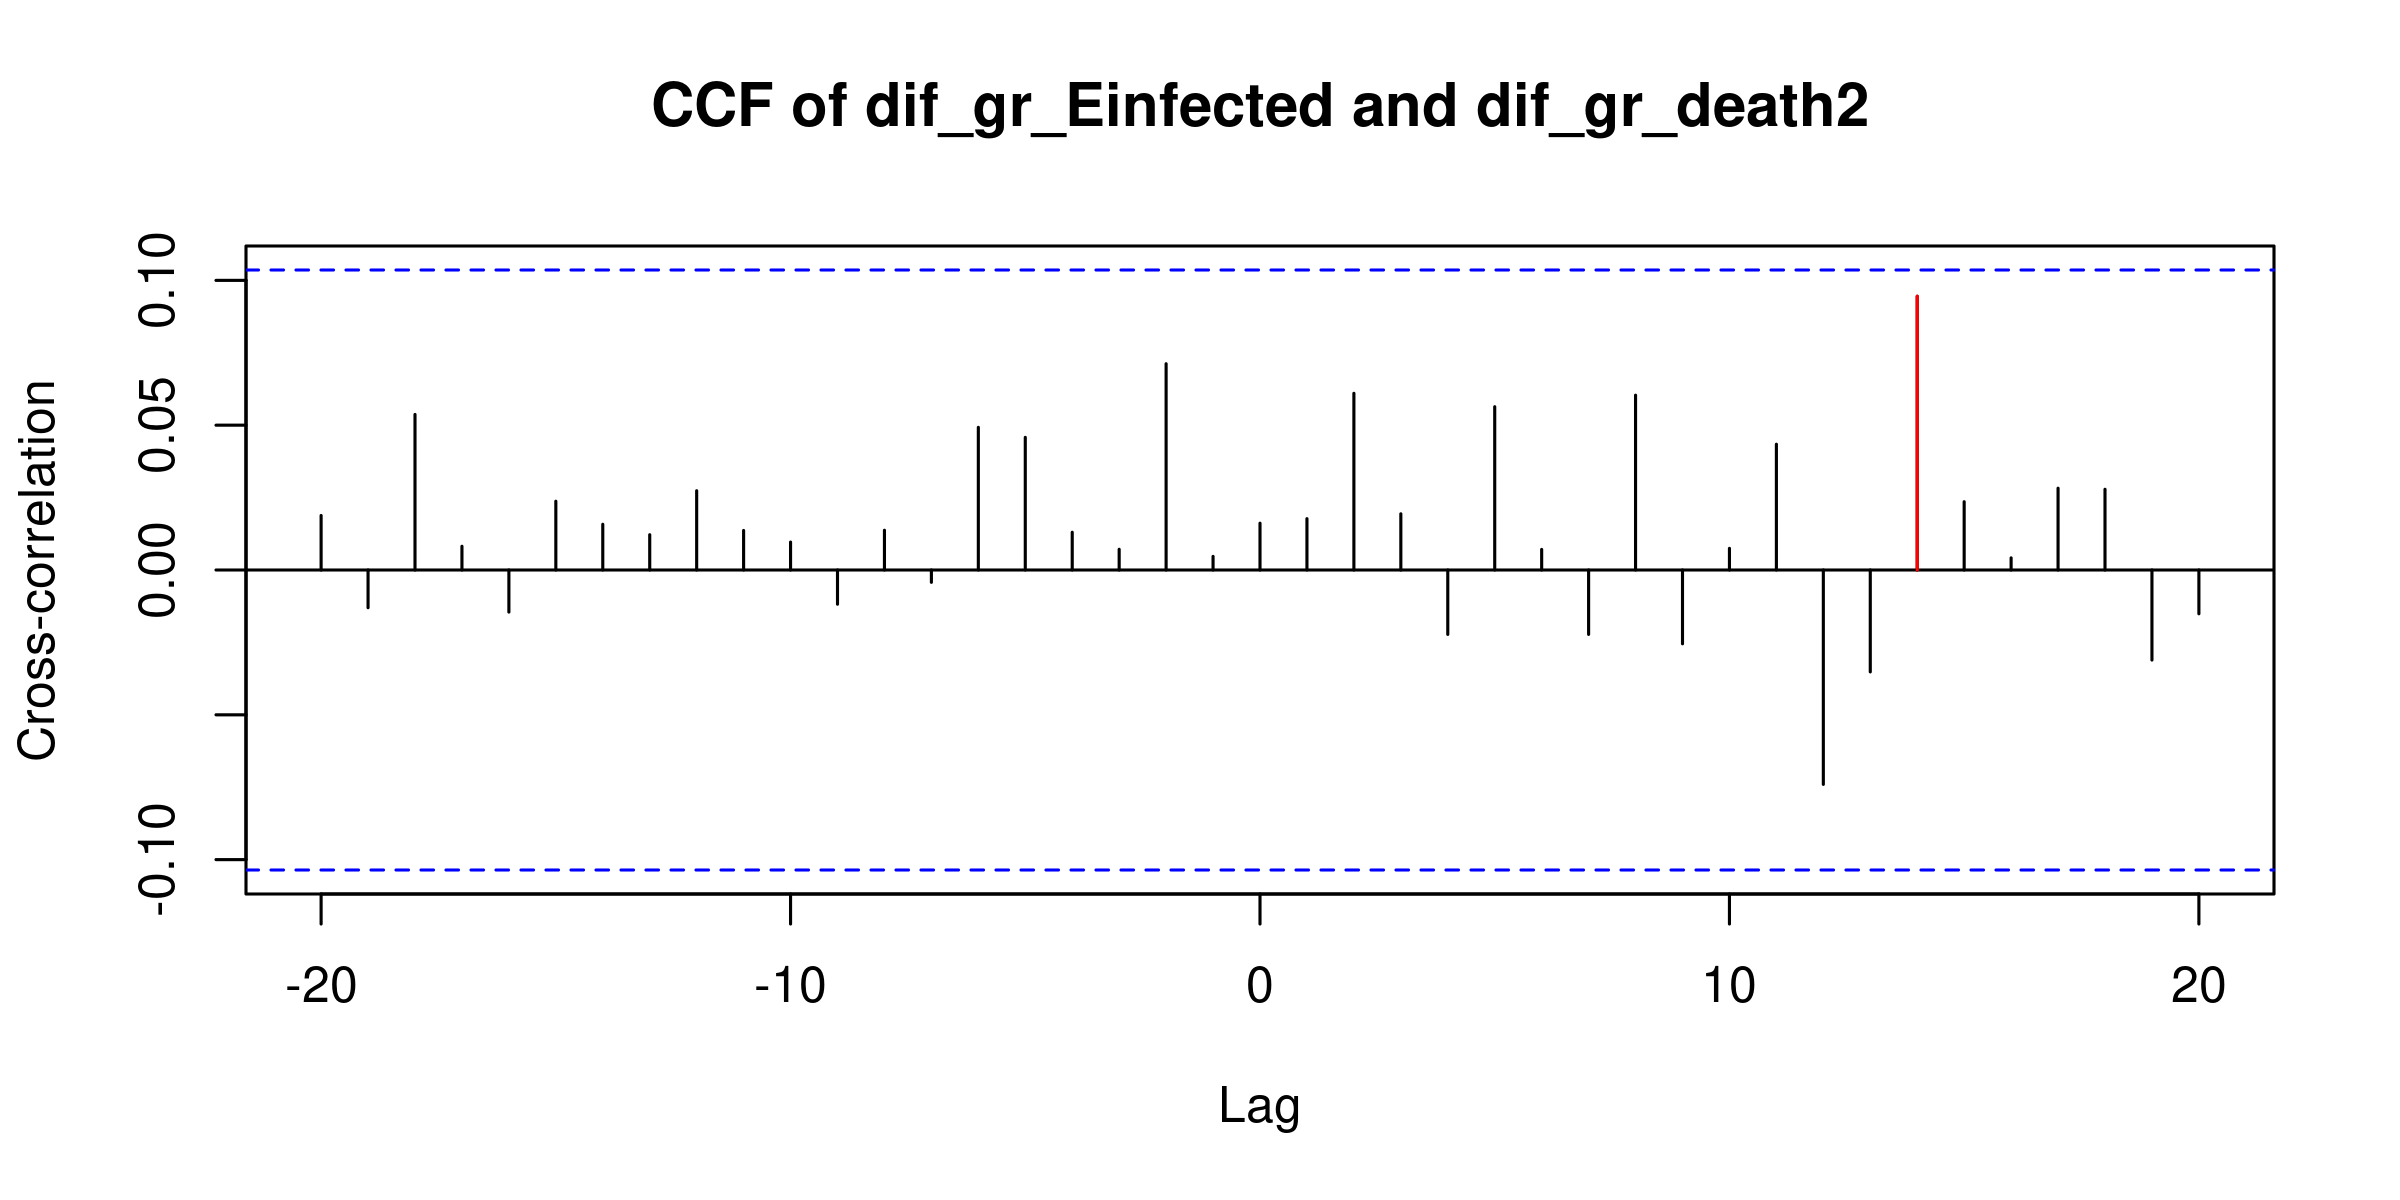 CCF of dif_gr_Einfected and dif_gr_death2
Cross-correlation
0.10
0.05
0.00
-0.10
-20 -10 0 10 20
Lag